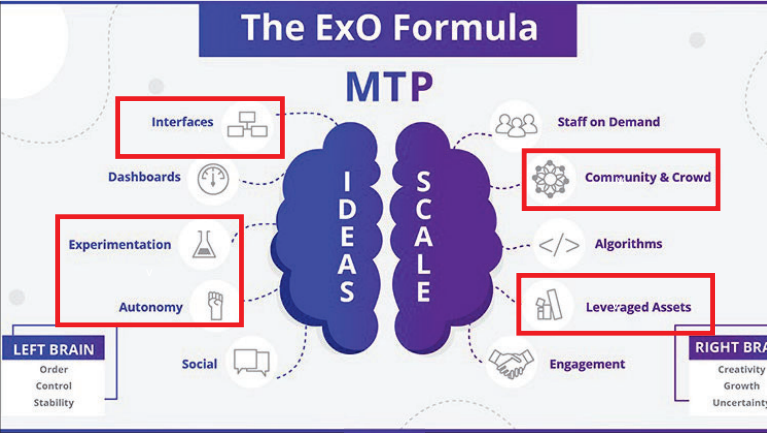 The ExO Formula
MTP
Interfaces
Dashboards
Experimentation
Autonomy
Social
IDEAS
SCALE
Staff on Demand
Community & Crowd
</>
Algorithms
Leveraged Assets
Engagement
LEFT BRAIN
Order
Control
Stability
RIGHT BRA
Creativity
Growth
Uncertainty